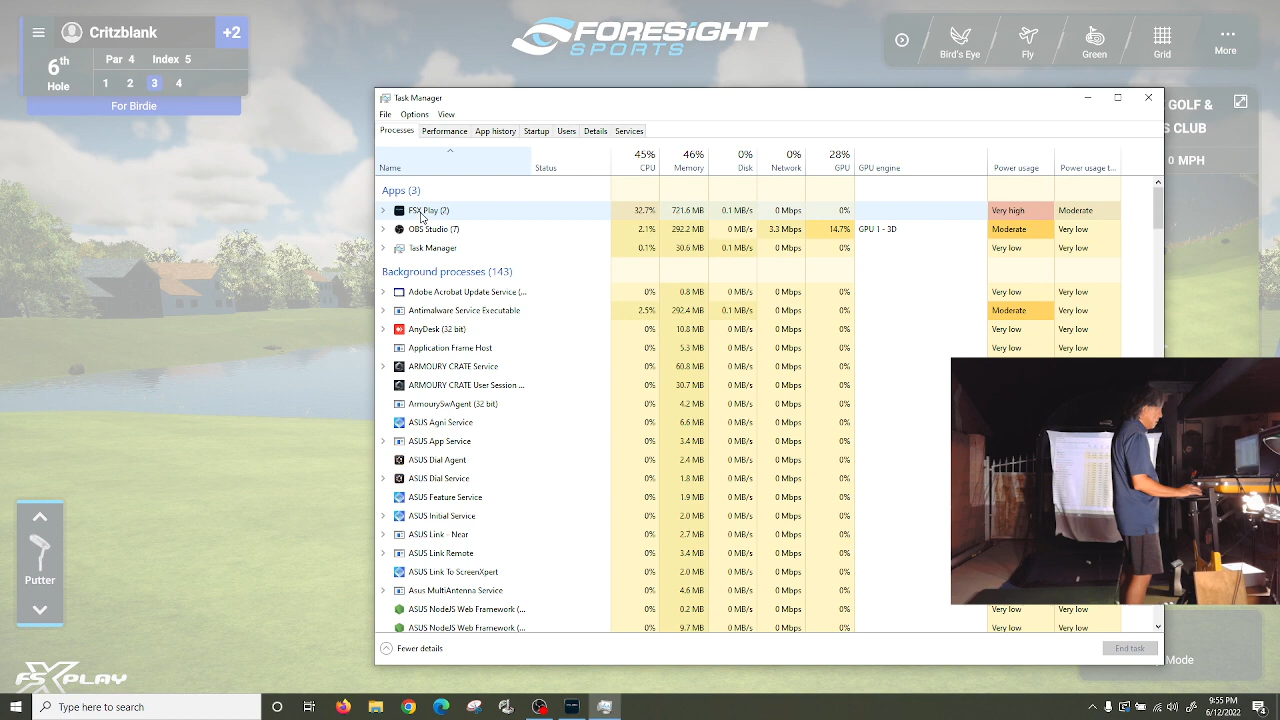 Critzblank +2
Par 4 Index 5
6th Hole
1 2 3 4
For Birdie
FORESIGHT SPORTS
Bird's Eye
Fly
Green
Grid
More
GOLF &
S CLUB
0 MPH
Task Manager
File Options View
Processes Performance App history Startup Users Details Services
45% 46% 0% 0% 28%
Name Status CPU Memory Disk Network GPU GPU engine Power usage Power usage t...
Apps (3)
FSX Play (2) 32.7% 721.6 MB 0.1 MB/s 0 Mbps 0% Very high Moderate
OBS Studio (7) 2.1% 292.2 MB 0 MB/s 3.3 Mbps 14.7% GPU 1 - 3D Moderate Very low
Task Manager 0.1% 30.6 MB 0.1 MB/s 0 Mbps 0% Very low Very low
Background processes (143)
Adobe Acrobat Update Service (... 0% 0.8 MB 0 MB/s 0 Mbps 0% Very low Very low
Antimalware Service Executable 2.5% 292.4 MB 0.1 MB/s 0 Mbps 0% Moderate Very low
AnyDesk (32 bit) 0% 10.8 MB 0 MB/s 0 Mbps 0% Very low Very low
Application Frame Host 0% 5.3 MB 0 MB/s 0 Mbps 0% Very low Very low
ARMOURY CRATE Service 0% 60.8 MB 0 MB/s 0 Mbps 0%
ARMOURY CRATE User Session ... 0% 30.7 MB 0 MB/s 0 Mbps 0%
ArmourySwAgent (32 bit) 0% 4.2 MB 0 MB/s 0 Mbps 0%
ASUS Agni Service 0% 6.6 MB 0 MB/s 0 Mbps 0%
ASUS App Service 0% 3.4 MB 0 MB/s 0 Mbps 0%
ASUS Dial Agent 0% 2.4 MB 0 MB/s 0 Mbps 0%
ASUS Dial Service 0% 1.8 MB 0 MB/s 0 Mbps 0%
ASUS Feature Service 0% 1.9 MB 0 MB/s 0 Mbps 0%
ASUS Initial Service 0% 2.0 MB 0 MB/s 0 Mbps 0%
ASUS Link - Near 0% 2.7 MB 0 MB/s 0 Mbps 0%
ASUS Link Remote 0% 3.4 MB 0 MB/s 0 Mbps 0%
ASUS Link To ScreenXpert 0% 2.0 MB 0 MB/s 0 Mbps 0%
Asus MultiAntenna Service 0% 4.6 MB 0 MB/s 0 Mbps 0%
ASUS NodeJS Web Framework (... 0% 0.2 MB 0 MB/s 0 Mbps 0% Very low Very low
ASUS NodeJS Web Framework (... 0% 9.7 MB 0 MB/s 0 Mbps 0% Very low Very low
Fewer details
End task
Putter
Mode
FSX PLAY
Type here to search
9:55 PM
6/12/2022